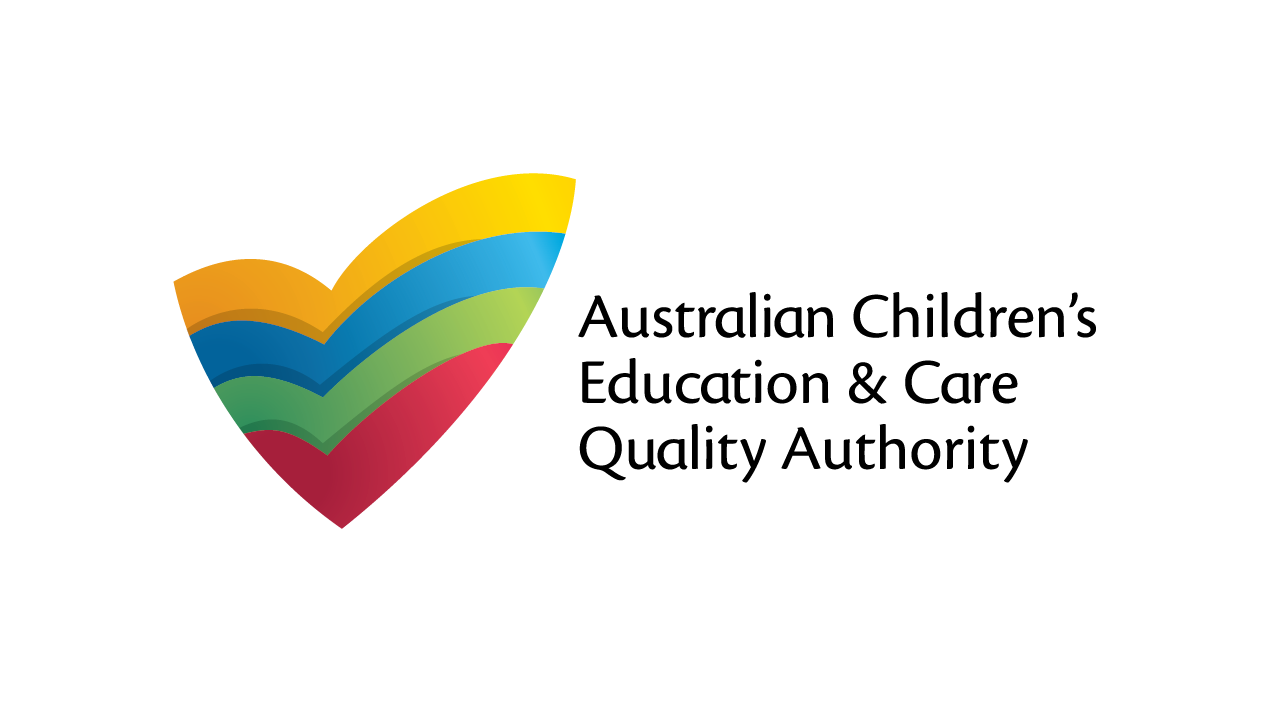 Australian Children’s
Education & Care
Quality Authority